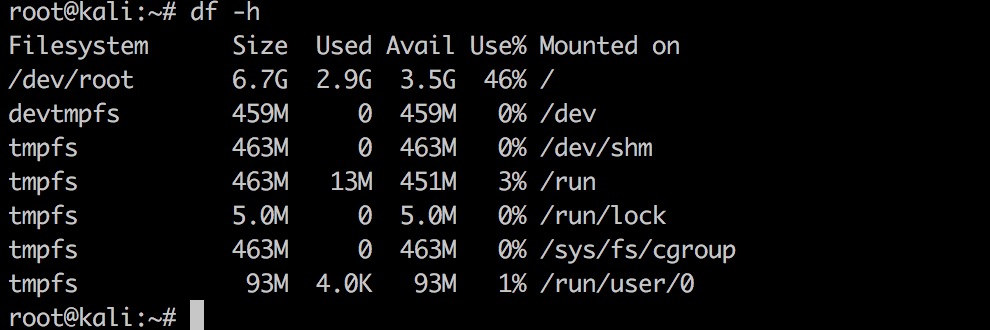 root@kali:~# df -h
Filesystem      Size  Used Avail Use% Mounted on
/dev/root       6.7G  2.9G  3.5G  46% /
devtmpfs        459M     0  459M   0% /dev
tmpfs           463M     0  463M   0% /dev/shm
tmpfs           463M   13M  451M   3% /run
tmpfs           5.0M     0  5.0M   0% /run/lock
tmpfs           463M     0  463M   0% /sys/fs/cgroup
tmpfs            93M  4.0K   93M   1% /run/user/0
root@kali:~#